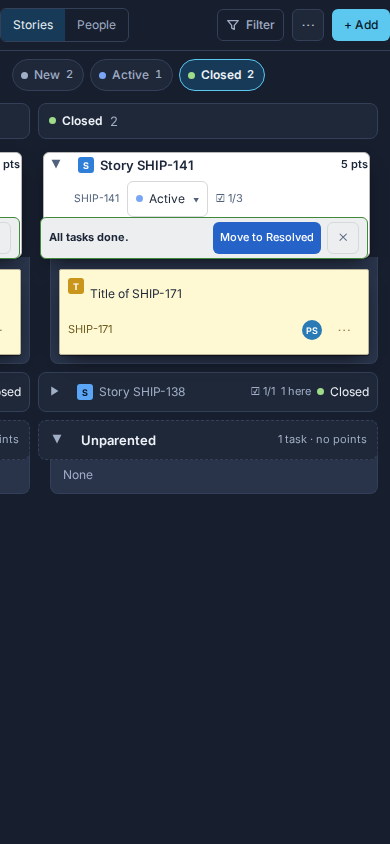 Stories People Filter ... + Add
New 2 Active 1 Closed 2
Closed 2
pts S Story SHIP-141 5 pts
SHIP-141 Active 1/3
All tasks done. Move to Resolved ×
T Title of SHIP-171
SHIP-171 PS ...
osed S Story SHIP-138 1/1 1 here Closed
ints Unparented 1 task · no points
None